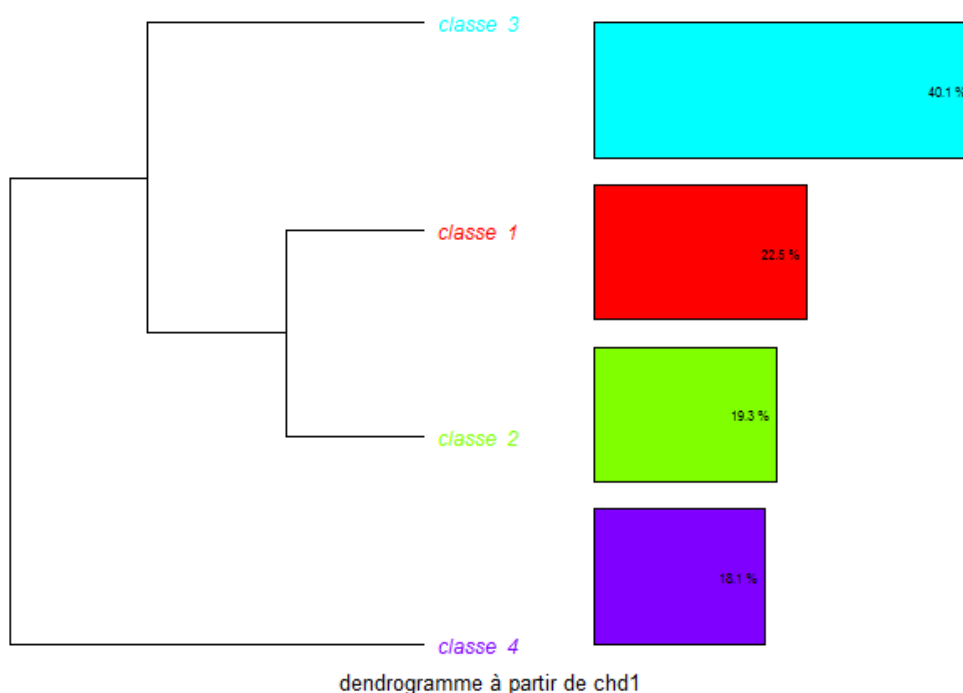 classe 3
40.1 %
classe 1
22.5 %
classe 2
19.3 %
18.1 %
classe 4
dendrogramme à partir de chd1